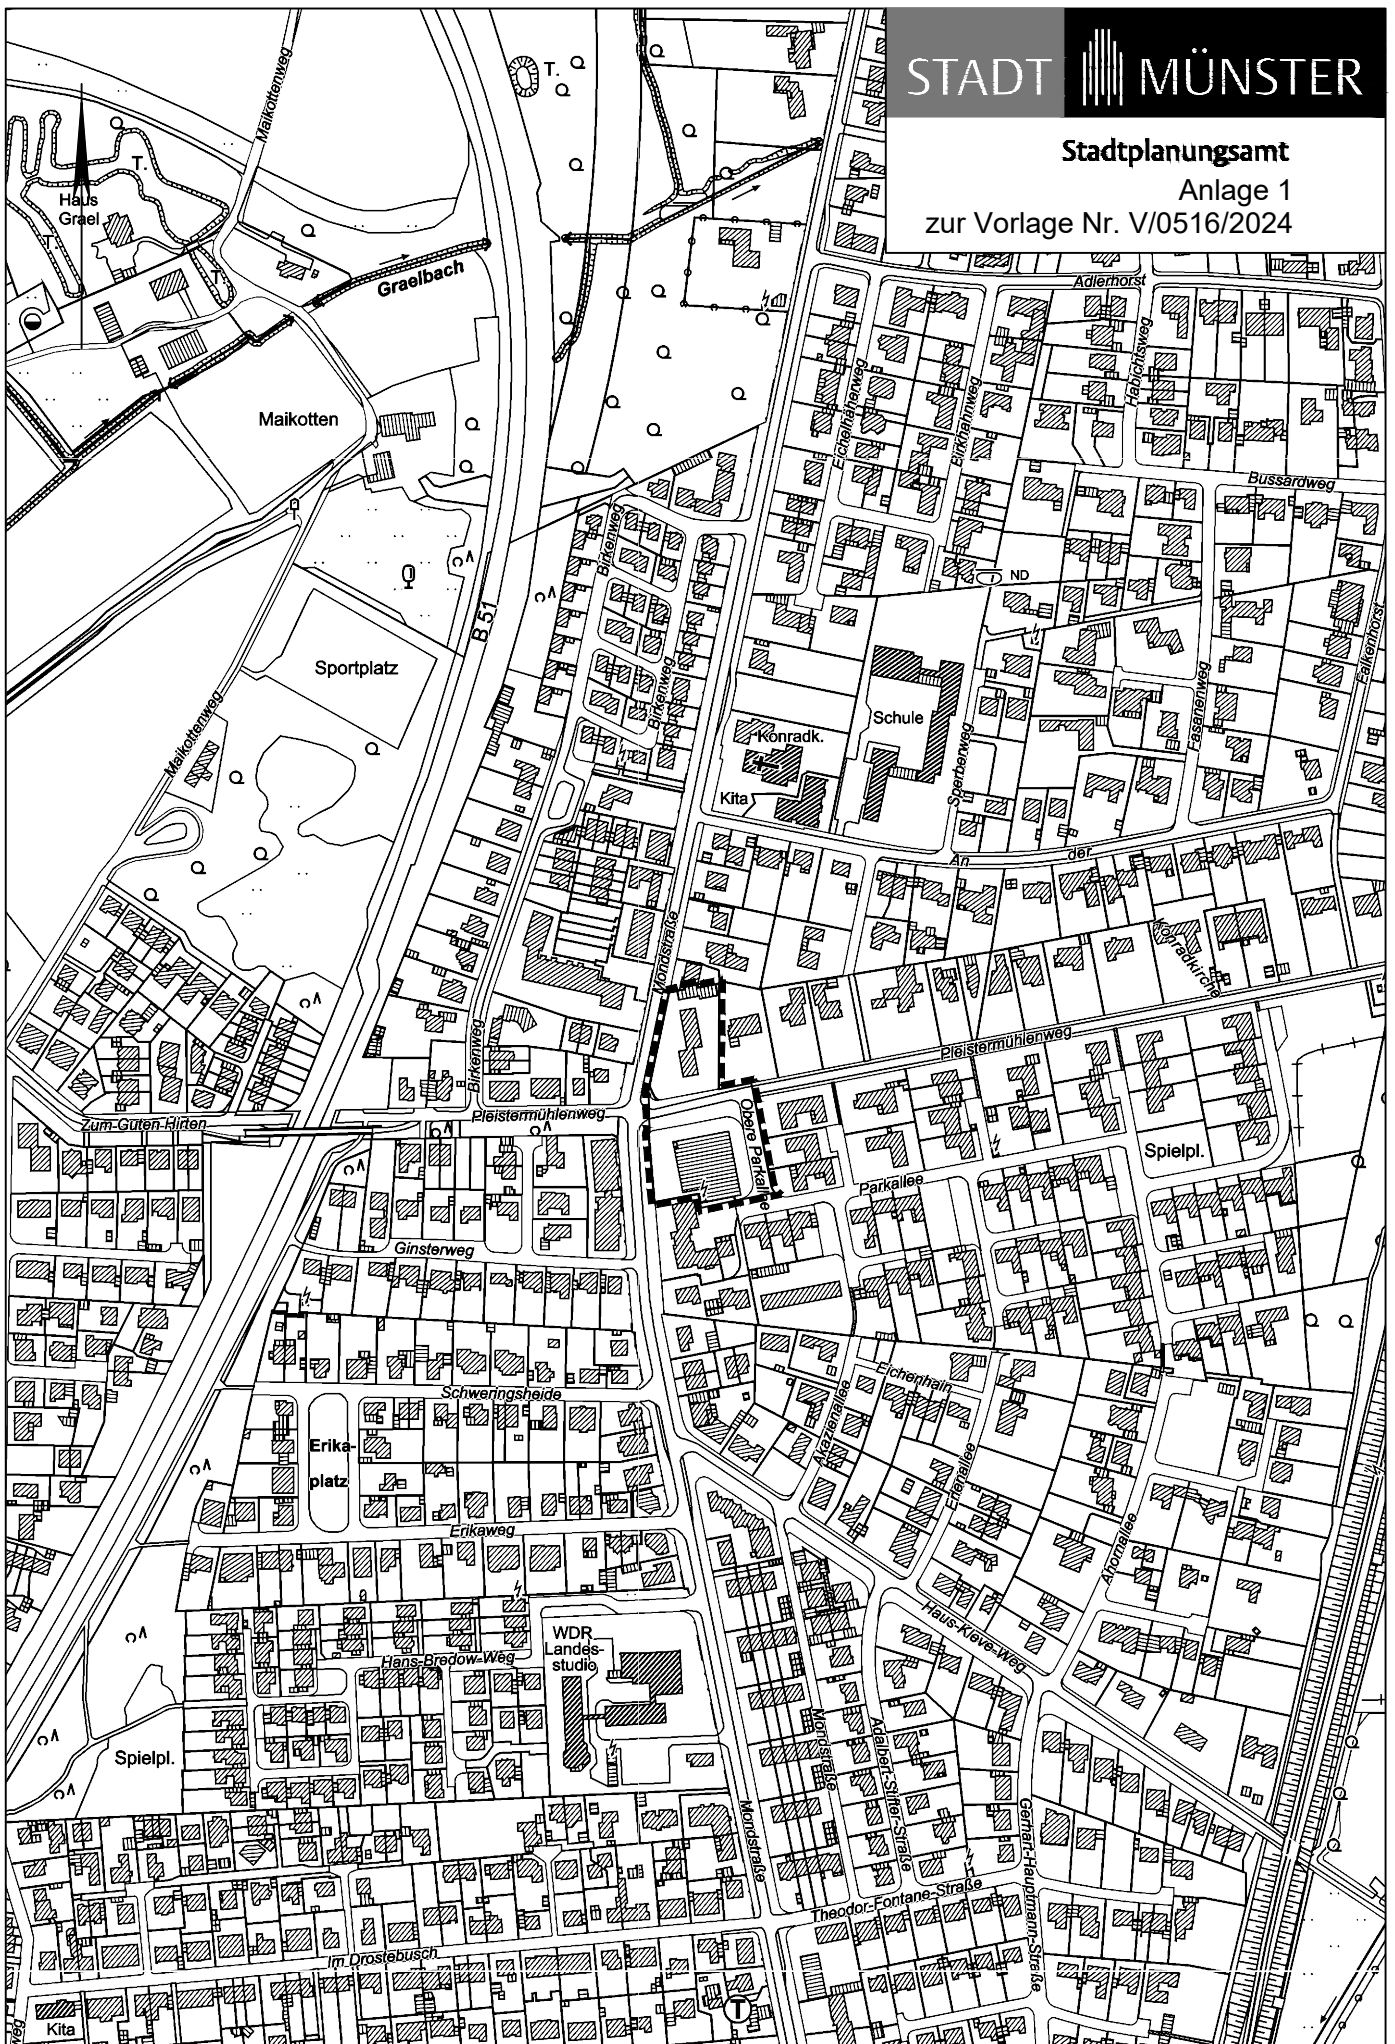 STADT MÜNSTER
Stadtplanungsamt
Anlage 1
zur Vorlage Nr. V/0516/2024
Maikottenweg
T.
T.
Haus
Grael
T.
T.
Graelbach
Adlerhorst
Habichtsweg
Eichelhäherweg
Birkhahnweg
Maikotten
Bussardweg
Birkenweg
ND
B 51
Falkenhorst
Sportplatz
Birkenweg
Fasanenweg
Schule
Maikottenweg
Konradk.
Sperberweg
Kita
An der
Konradkirche
Mondstraße
Pleistermühlenweg
Birkenweg
Pleistermühlenweg
Zum Guten Hirten
Obere Parkallee
Spielpl.
Parkallee
Ginsterweg
Eichenhain
Schweringsheide
Akazienallee
Erika-
platz
Erlenallee
Erikaweg
Ahornallee
Haus-Kleve-Weg
WDR
Landes-
studio
Hans-Bredow-Weg
Mondstraße
Adalbert-Stifter-Straße
Spielpl.
Mondstraße
Gerhart-Hauptmann-Straße
Theodor-Fontane-Straße
Im Drostebusch
T
Kita
weg